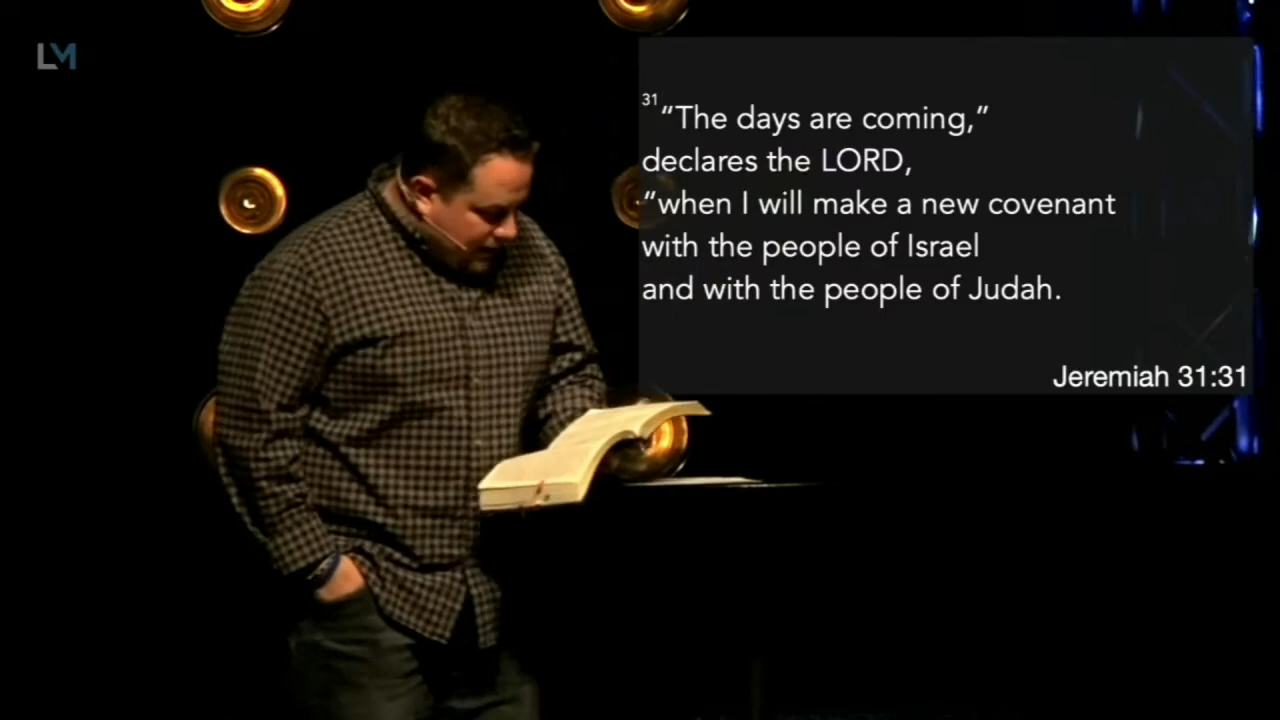 LM
31 “The days are coming,”
declares the LORD,
“when I will make a new covenant
with the people of Israel
and with the people of Judah.
Jeremiah 31:31